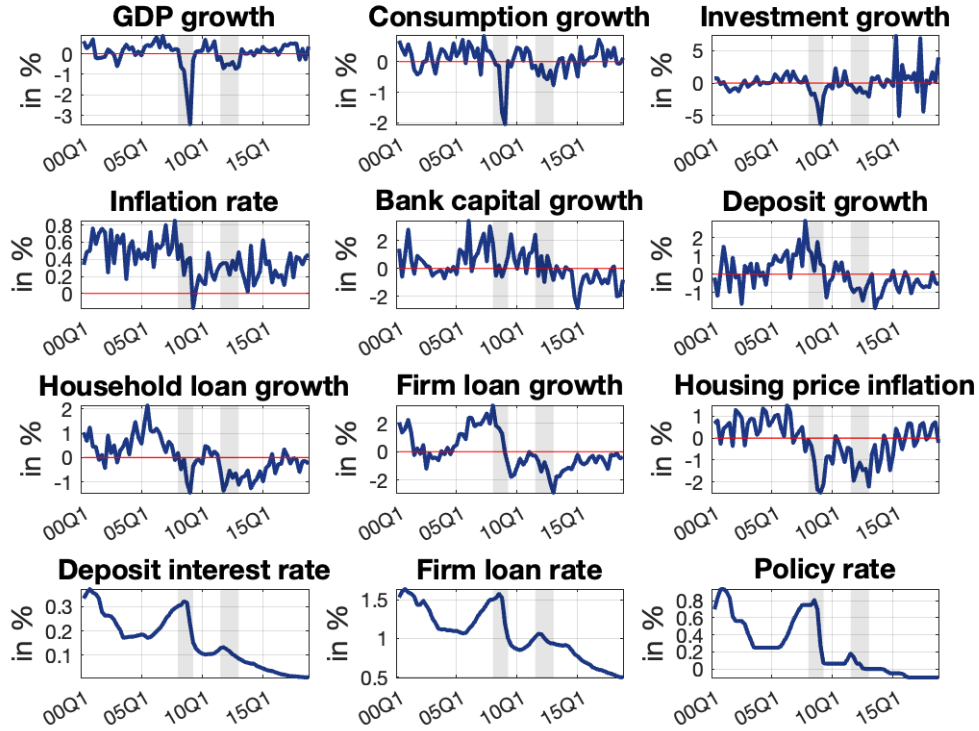 GDP growth Consumption growth Investment growth
in %
0
-1
-2
-3
00Q1 05Q1 10Q1 15Q1
in %
0
-1
-2
00Q1 05Q1 10Q1 15Q1
in %
5
0
-5
00Q1 05Q1 10Q1 15Q1
Inflation rate Bank capital growth Deposit growth
in %
0.8
0.6
0.4
0.2
0
00Q1 05Q1 10Q1 15Q1
in %
2
0
-2
00Q1 05Q1 10Q1 15Q1
in %
2
1
0
-1
00Q1 05Q1 10Q1 15Q1
Household loan growth Firm loan growth Housing price inflation
in %
2
1
0
-1
00Q1 05Q1 10Q1 15Q1
in %
2
0
-2
00Q1 05Q1 10Q1 15Q1
in %
1
0
-1
-2
00Q1 05Q1 10Q1 15Q1
Deposit interest rate Firm loan rate Policy rate
in %
0.3
0.2
0.1
00Q1 05Q1 10Q1 15Q1
in %
1.5
1
0.5
00Q1 05Q1 10Q1 15Q1
in %
0.8
0.6
0.4
0.2
0
00Q1 05Q1 10Q1 15Q1